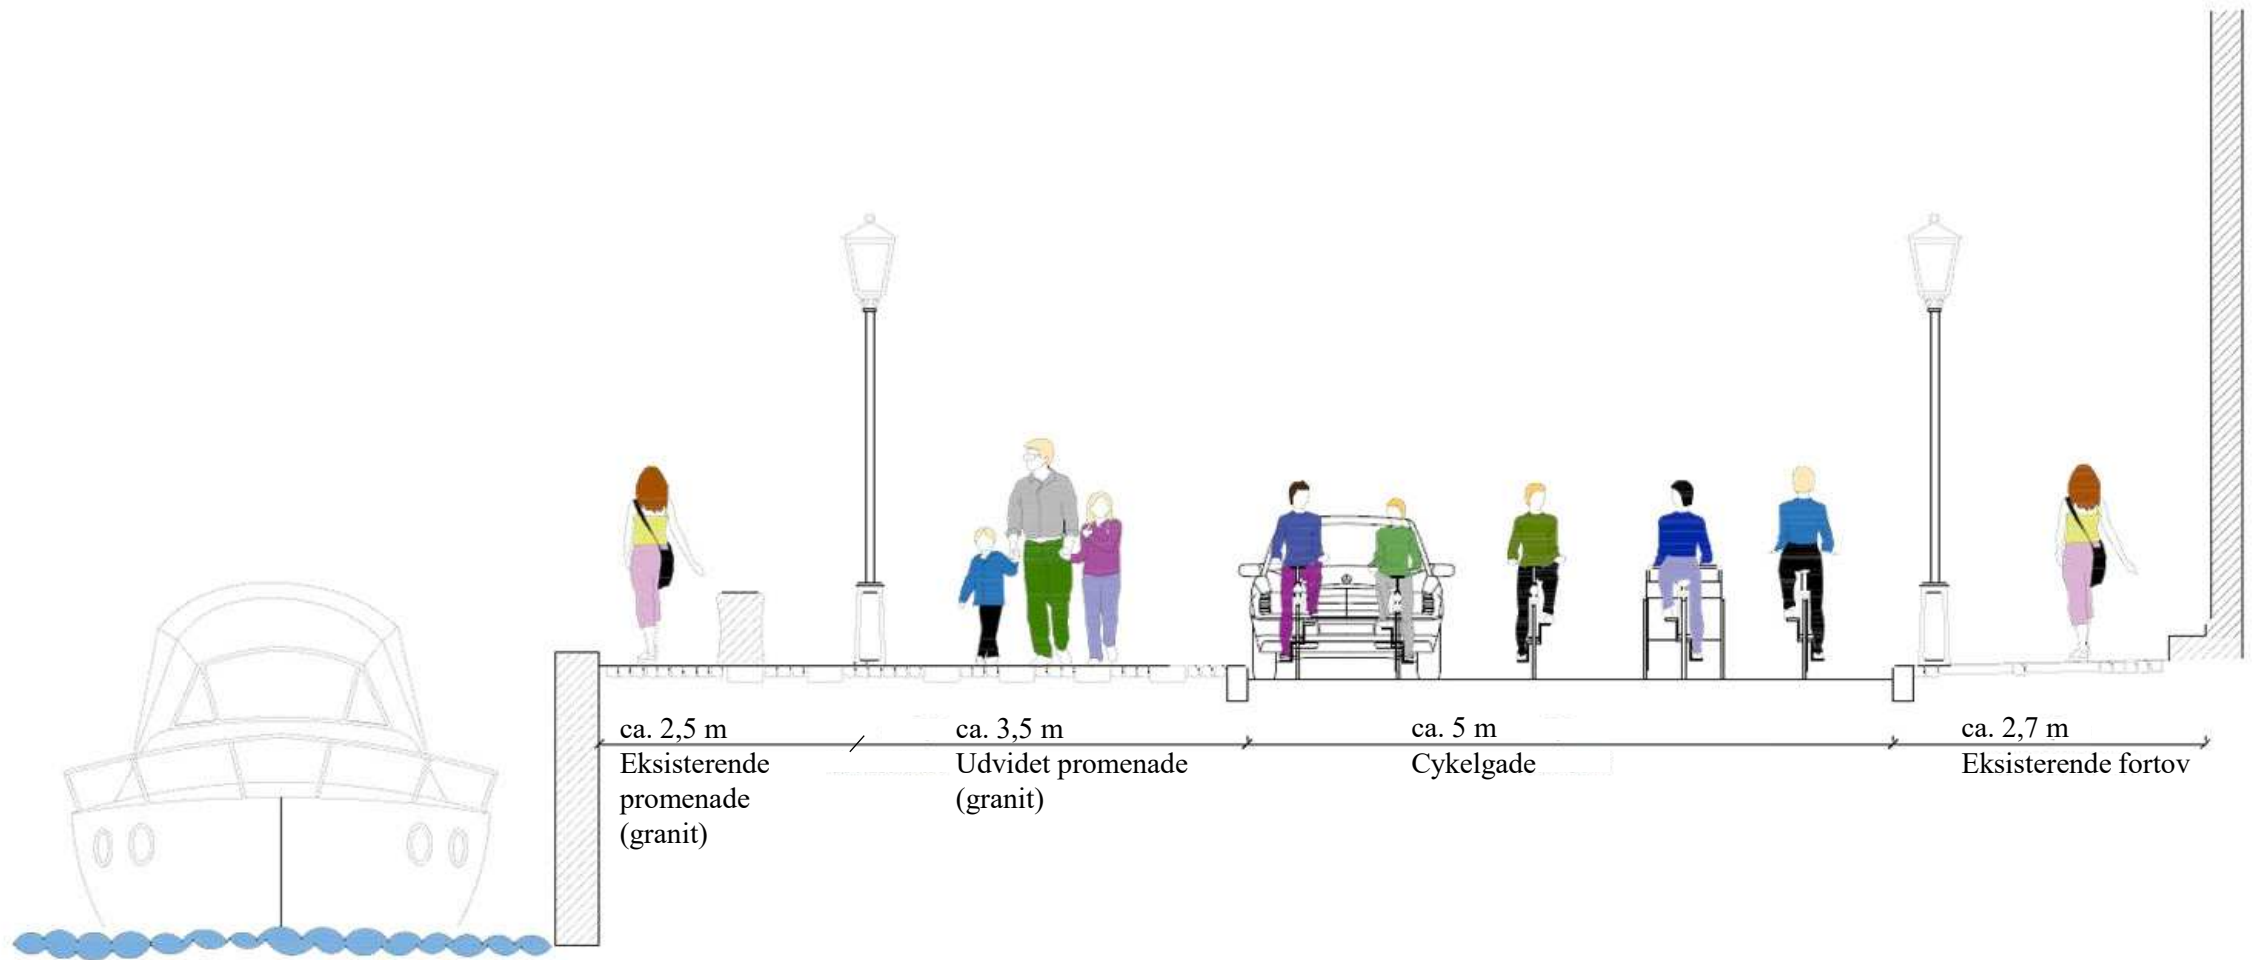 ca. 2,5 m
Eksisterende
promenade
(granit)
ca. 3,5 m
Udvidet promenade
(granit)
ca. 5 m
Cykelgade
ca. 2,7 m
Eksisterende fortov